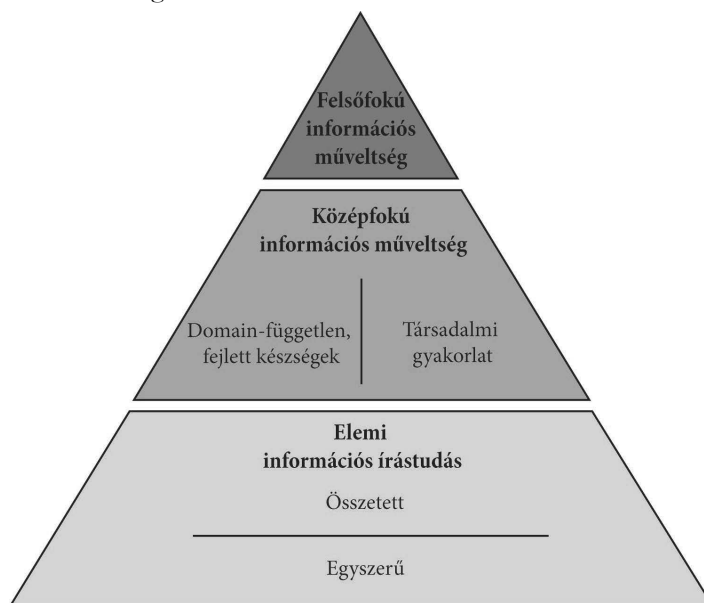 Felsőfokú
információs
műveltség
Középfokú
információs műveltség
Domain-független,
fejlett készségek
Társadalmi
gyakorlat
Elemi
információs írástudás
Összetett
Egyszerű